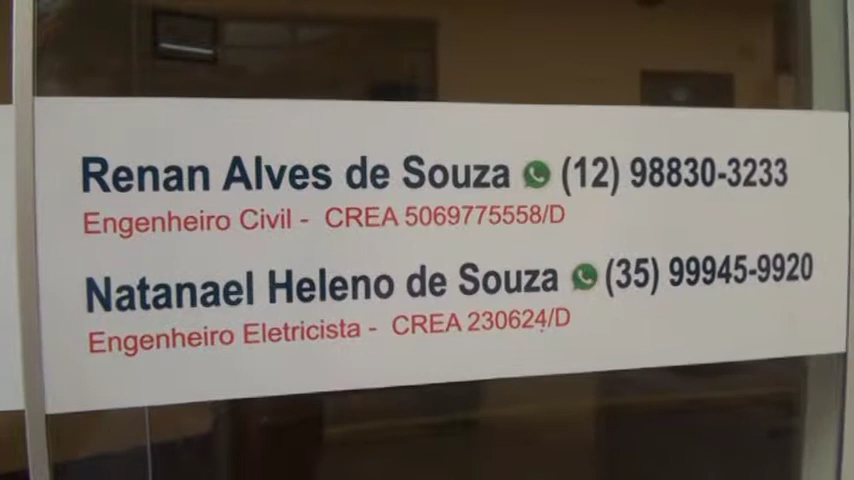 Renan Alves de Souza (12) 98830-3233
Engenheiro Civil - CREA 5069775558/D
Natanael Heleno de Souza (35) 99945-9920
Engenheiro Eletricista - CREA 230624/D